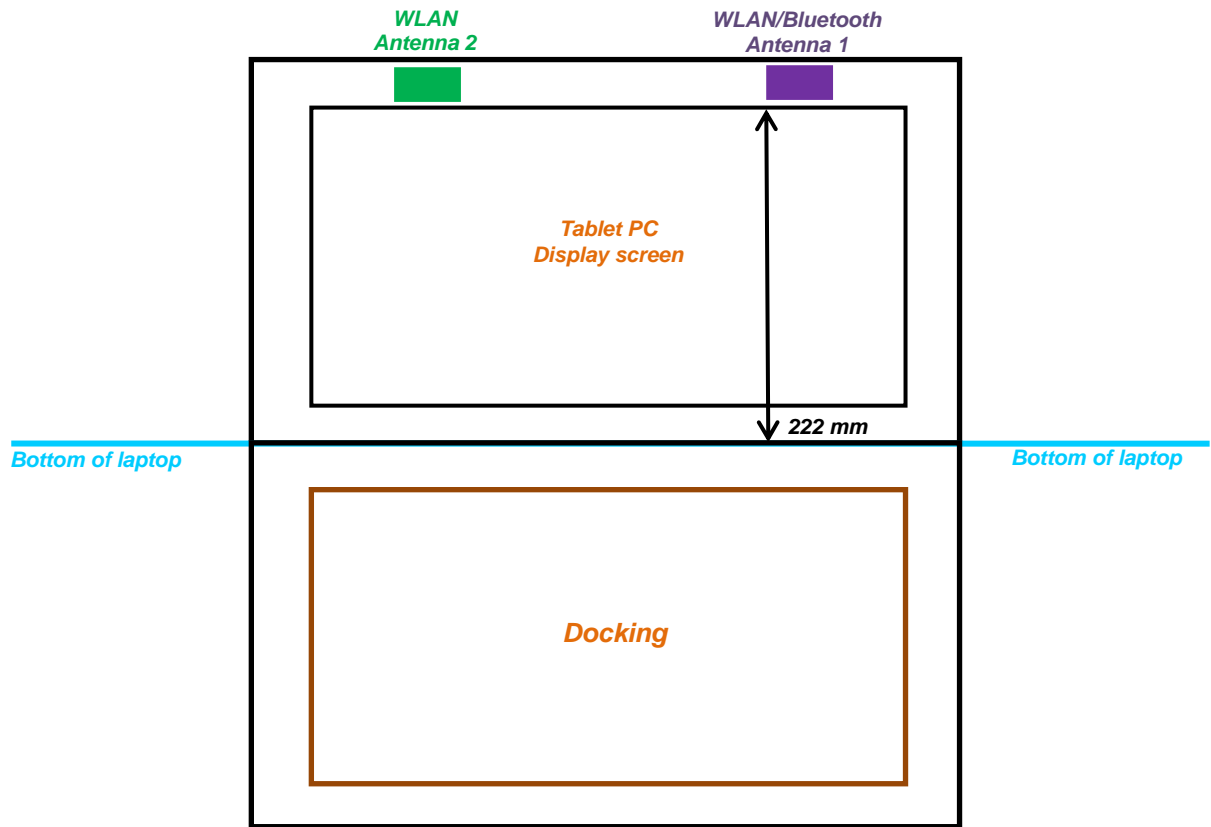 WLAN
Antenna 2
WLAN/Bluetooth
Antenna 1
Tablet PC
Display screen
222 mm
Bottom of laptop
Bottom of laptop
Docking